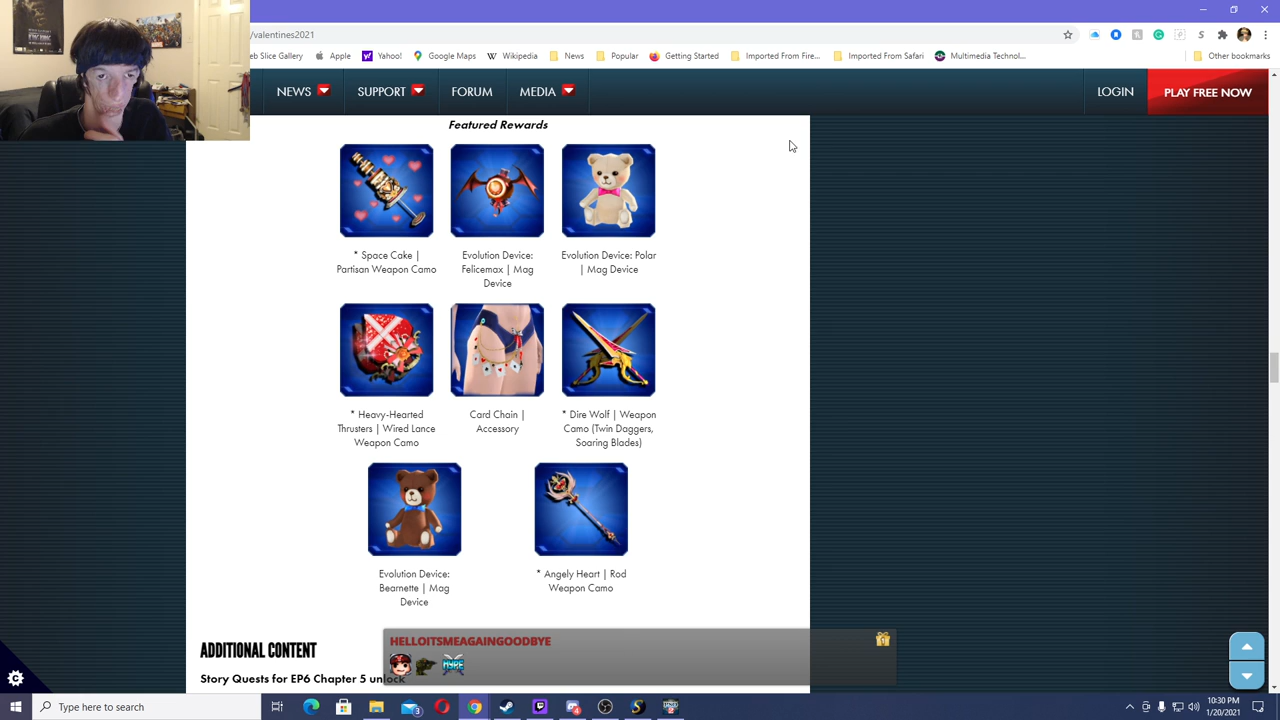 /valentines2021
eb Slice Gallery
Apple
Yahoo!
Google Maps
Wikipedia
News
Popular
Getting Started
Imported From Fire...
Imported From Safari
Multimedia Technol...
Other bookmarks
NEWS
SUPPORT
FORUM
MEDIA
LOGIN
PLAY FREE NOW
Featured Rewards
* Space Cake |
Partisan Weapon Camo
Evolution Device:
Felicemax | Mag
Device
Evolution Device: Polar
| Mag Device
* Heavy-Hearted
Thrusters | Wired Lance
Weapon Camo
Card Chain |
Accessory
* Dire Wolf | Weapon
Camo (Twin Daggers,
Soaring Blades)
Evolution Device:
Bearnette | Mag
Device
* Angely Heart | Rod
Weapon Camo
ADDITIONAL CONTENT
Story Quests for EP6 Chapter 5 unlock
HELLOITSMEAGAINGOODBYE
HYPE
Type here to search
10:30 PM
1/20/2021